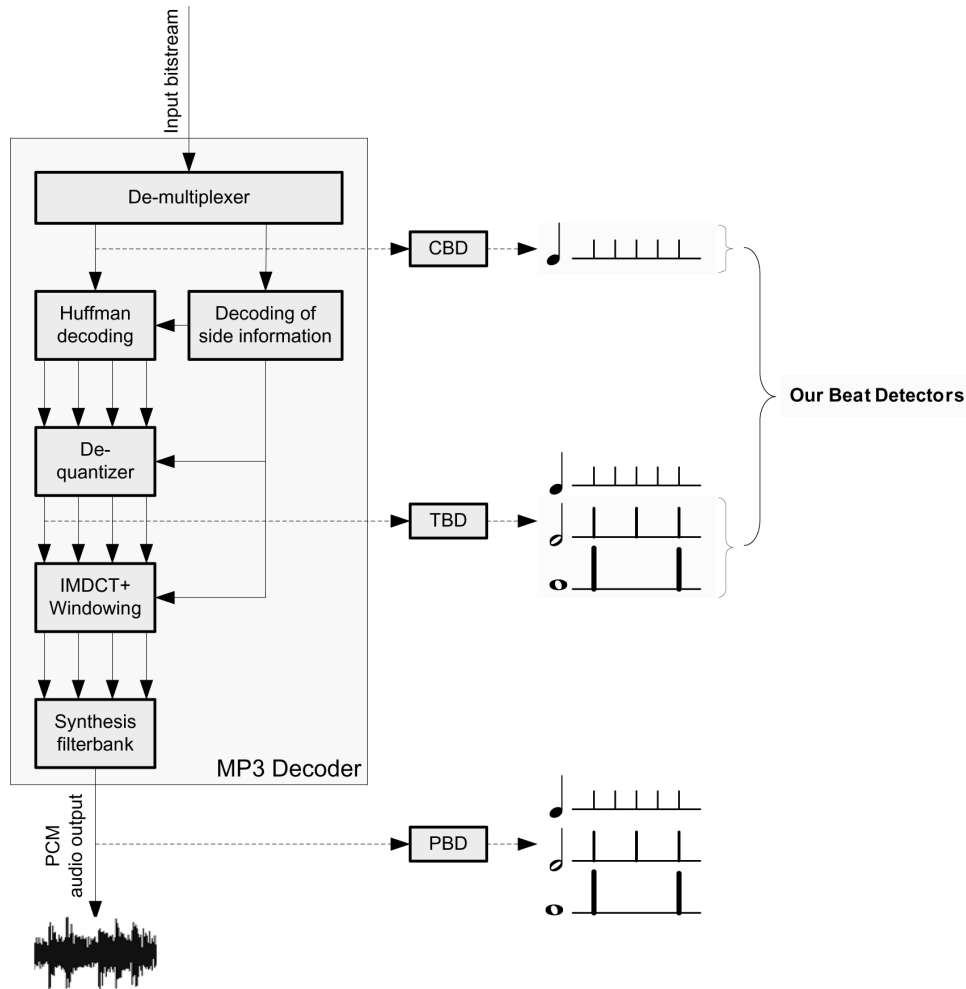 Input bitstream
De-multiplexer
CBD
Huffman
decoding
Decoding of
side information
Our Beat Detectors
De-
quantizer
TBD
IMDCT+
Windowing
Synthesis
filterbank
MP3 Decoder
PCM
audio output
PBD